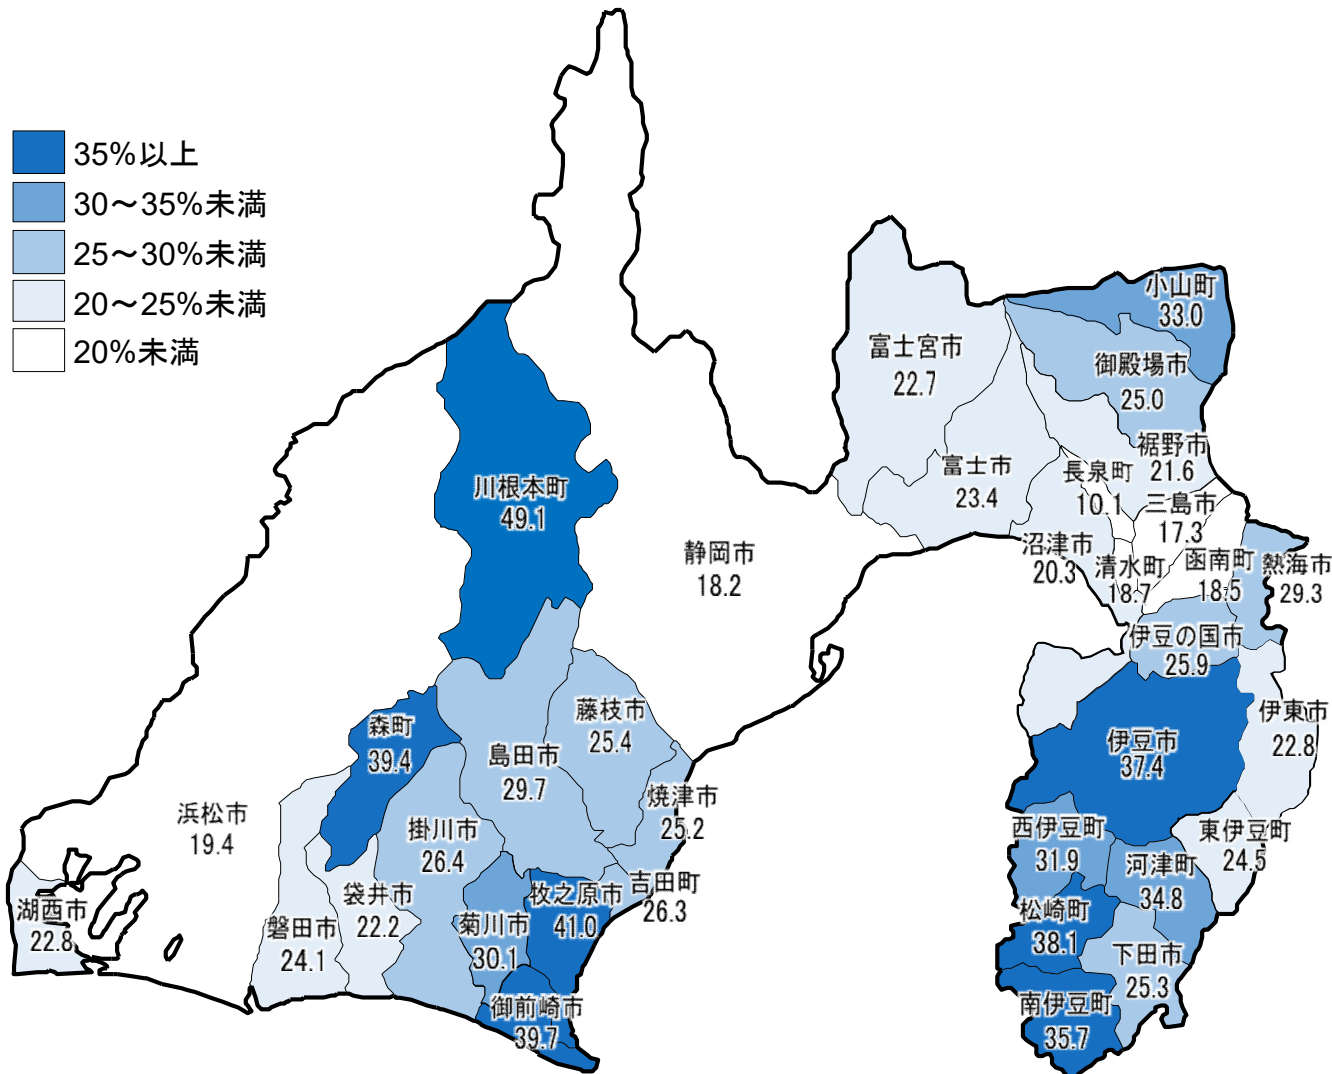 35%以上
30～35%未満
25～30%未満
20～25%未満
20%未満
小山町
33.0
富士宮市
22.7
御殿場市
25.0
裾野市
21.6
富士市
23.4
長泉町
10.1
三島市
17.3
川根本町
49.1
静岡市
18.2
沼津市
20.3
清水町
18.7
函南町
18.5
熱海市
29.3
伊豆の国市
25.9
伊東市
22.8
伊豆市
37.4
藤枝市
25.4
森町
39.4
島田市
29.7
焼津市
25.2
浜松市
19.4
掛川市
26.4
西伊豆町
31.9
東伊豆町
24.5
河津町
34.8
吉田町
26.3
牧之原市
41.0
袋井市
22.2
湖西市
22.8
磐田市
24.1
菊川市
30.1
松崎町
38.1
下田市
25.3
御前崎市
39.7
南伊豆町
35.7